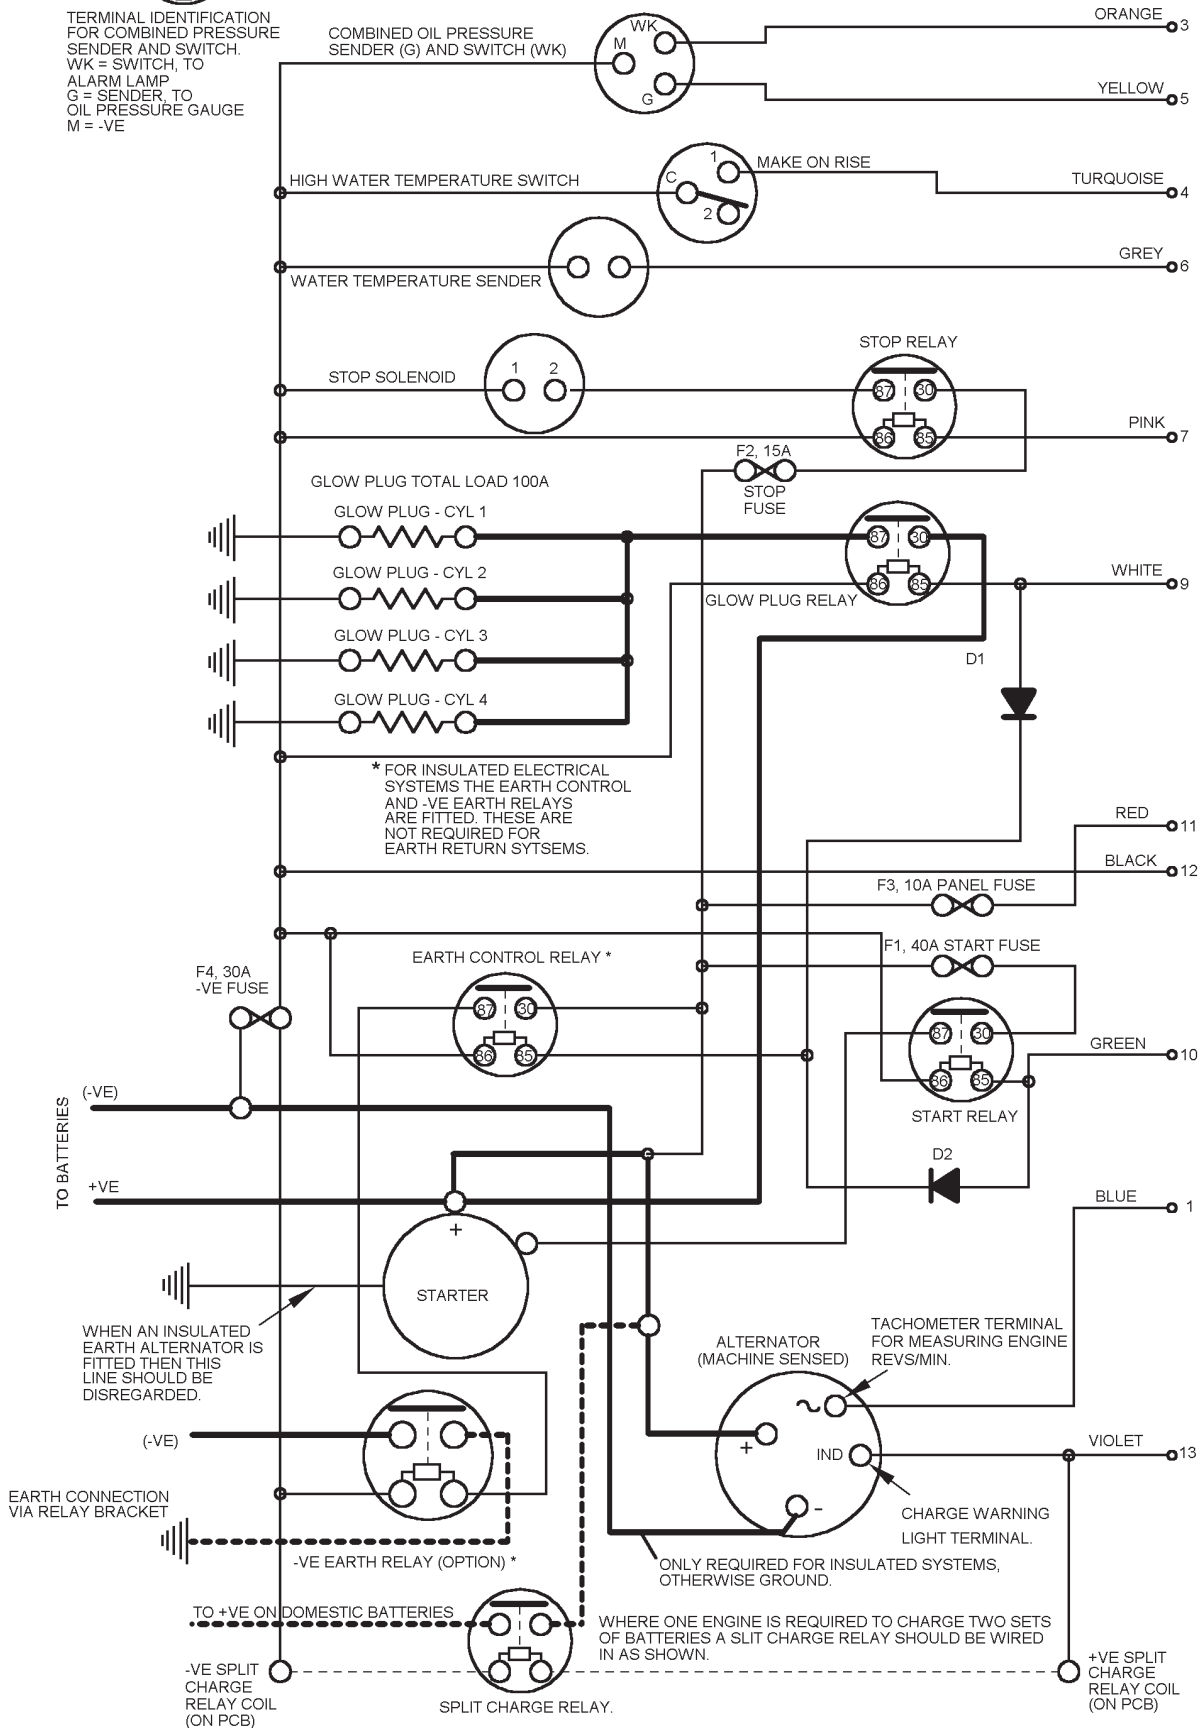 TERMINAL IDENTIFICATION
FOR COMBINED PRESSURE
SENDER AND SWITCH.
WK = SWITCH, TO
ALARM LAMP
G = SENDER, TO
OIL PRESSURE GAUGE
M = -VE
COMBINED OIL PRESSURE
SENDER (G) AND SWITCH (WK)
WK
M
G
ORANGE
3
YELLOW
5
HIGH WATER TEMPERATURE SWITCH
1
C
2
MAKE ON RISE
TURQUOISE
4
WATER TEMPERATURE SENDER
GREY
6
STOP SOLENOID
1
2
STOP RELAY
87
30
86
85
PINK
7
F2, 15A
STOP
FUSE
GLOW PLUG TOTAL LOAD 100A
GLOW PLUG - CYL 1
GLOW PLUG - CYL 2
GLOW PLUG - CYL 3
GLOW PLUG - CYL 4
87
30
86
85
GLOW PLUG RELAY
WHITE
9
D1
* FOR INSULATED ELECTRICAL
SYSTEMS THE EARTH CONTROL
AND -VE EARTH RELAYS
ARE FITTED. THESE ARE
NOT REQUIRED FOR
EARTH RETURN SYTSEMS.
RED
11
BLACK
12
F3, 10A PANEL FUSE
F1, 40A START FUSE
F4, 30A
-VE FUSE
EARTH CONTROL RELAY *
87
30
86
85
87
30
86
85
START RELAY
GREEN
10
D2
TO BATTERIES
(-VE)
+VE
+
STARTER
BLUE
1
WHEN AN INSULATED
EARTH ALTERNATOR IS
FITTED THEN THIS
LINE SHOULD BE
DISREGARDED.
ALTERNATOR
(MACHINE SENSED)
TACHOMETER TERMINAL
FOR MEASURING ENGINE
REVS/MIN.
+
IND
-
VIOLET
13
CHARGE WARNING
LIGHT TERMINAL.
(-VE)
EARTH CONNECTION
VIA RELAY BRACKET
-VE EARTH RELAY (OPTION) *
ONLY REQUIRED FOR INSULATED SYSTEMS,
OTHERWISE GROUND.
TO +VE ON DOMESTIC BATTERIES
WHERE ONE ENGINE IS REQUIRED TO CHARGE TWO SETS
OF BATTERIES A SLIT CHARGE RELAY SHOULD BE WIRED
IN AS SHOWN.
-VE SPLIT
CHARGE
RELAY COIL
(ON PCB)
SPLIT CHARGE RELAY.
+VE SPLIT
CHARGE
RELAY COIL
(ON PCB)